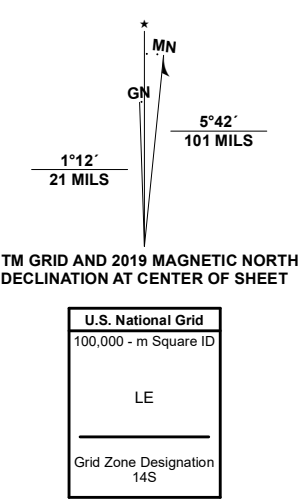 ★
MN
GN
5°42´
101 MILS
1°12´
21 MILS
TM GRID AND 2019 MAGNETIC NORTH
DECLINATION AT CENTER OF SHEET
U.S. National Grid
100,000 - m Square ID
LE
Grid Zone Designation
14S